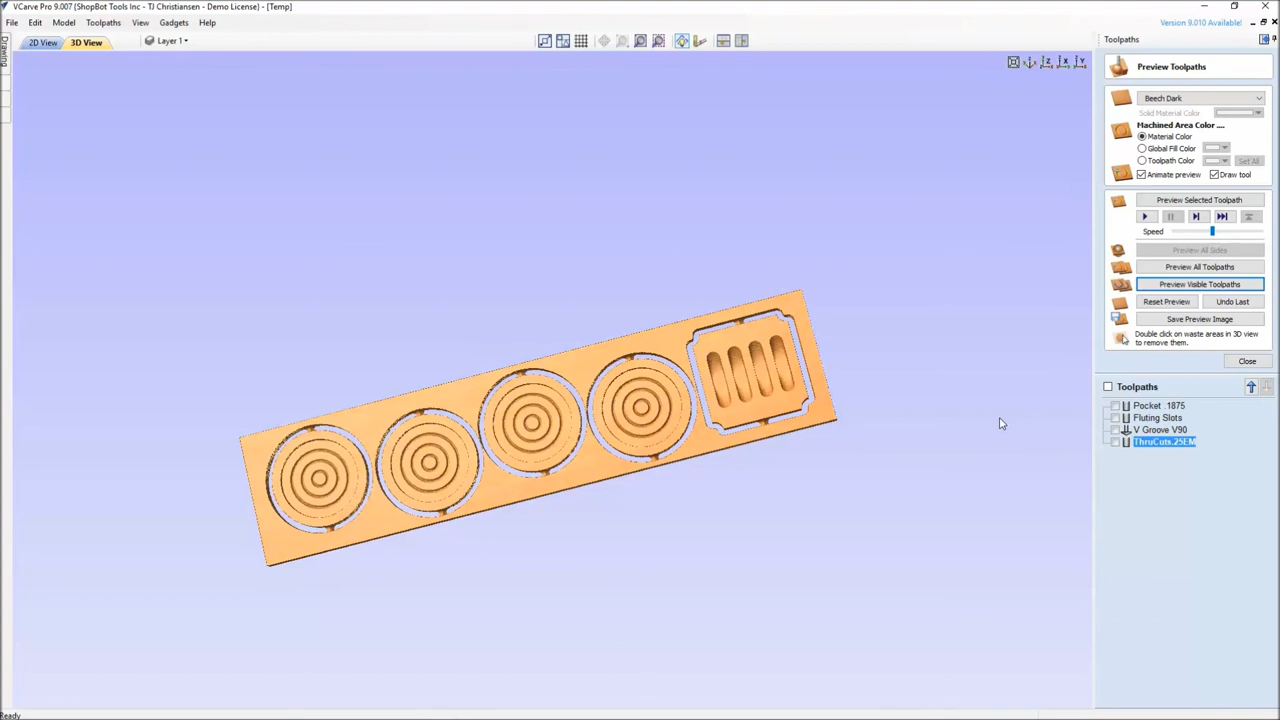 VCarve Pro 9.007 {ShopBot Tools Inc - TJ Christiansen - Demo License} - [Temp]
File Edit Model Toolpaths View Gadgets Help
Version 9.010 Available!
2D View 3D View Layer 1
Drawing
Toolpaths
Preview Toolpaths
Beech Dark
Solid Material Color
Machined Area Color ....
Material Color
Global Fill Color
Toolpath Color Set All
Animate preview Draw tool
Preview Selected Toolpath
Speed
Preview All Sides
Preview All Toolpaths
Preview Visible Toolpaths
Reset Preview Undo Last
Save Preview Image
Double click on waste areas in 3D view
to remove them.
Close
Toolpaths
Pocket .1875
Fluting Slots
V Groove V90
ThruCuts.25EM
Ready